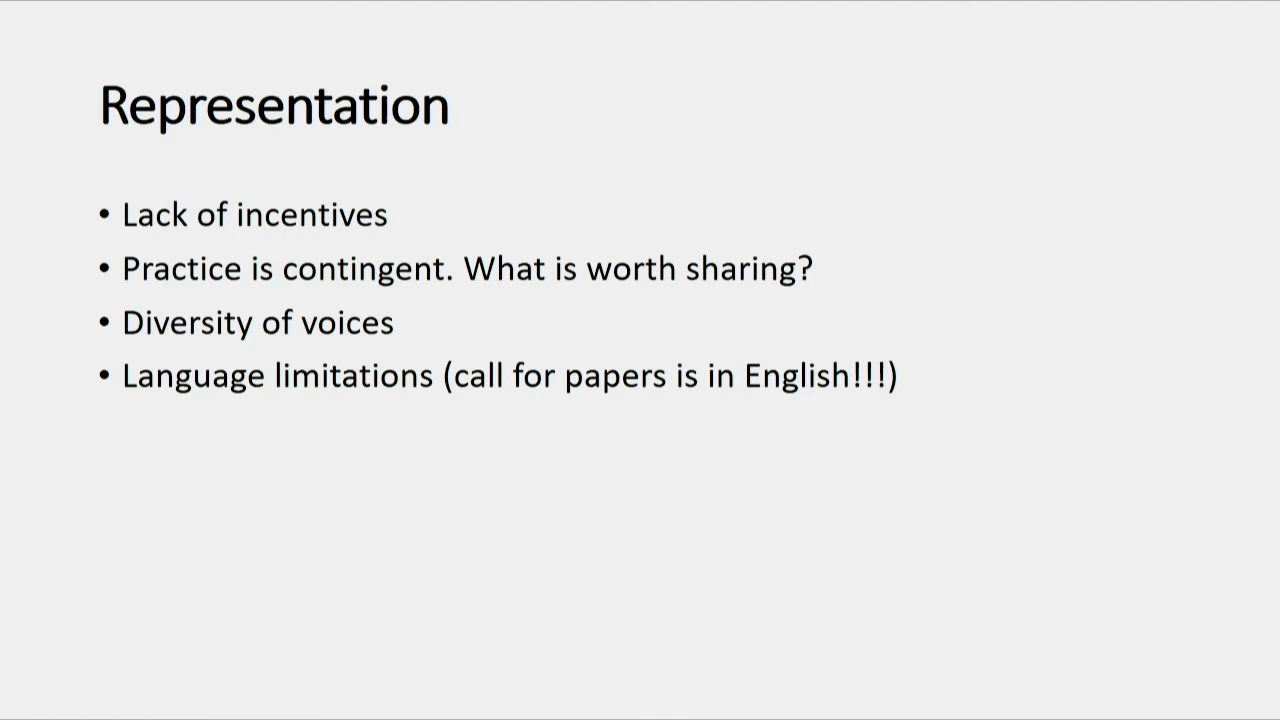 Representation
• Lack of incentives
• Practice is contingent. What is worth sharing?
• Diversity of voices
• Language limitations (call for papers is in English!!!)